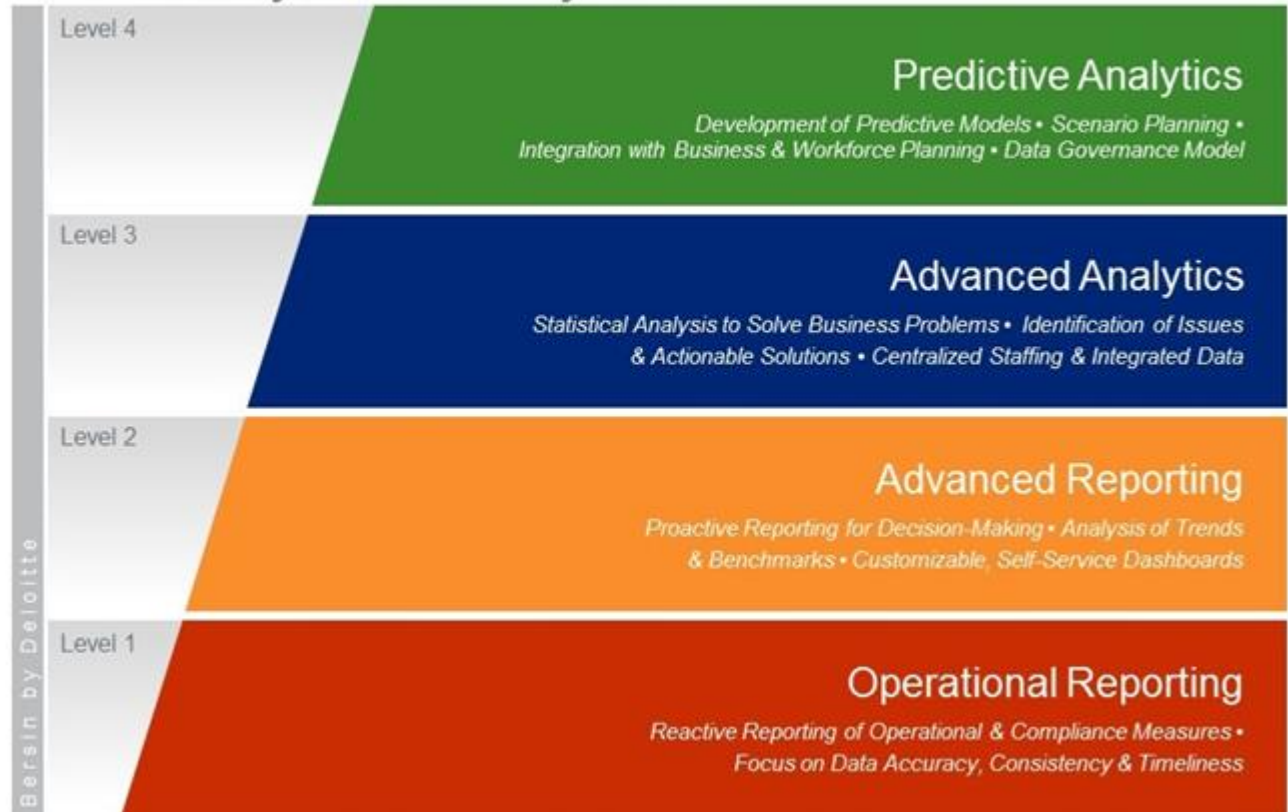 Level 4
Predictive Analytics
Development of Predictive Models • Scenario Planning •
Integration with Business & Workforce Planning • Data Governance Model
Level 3
Advanced Analytics
Statistical Analysis to Solve Business Problems • Identification of Issues
& Actionable Solutions • Centralized Staffing & Integrated Data
Level 2
Advanced Reporting
Proactive Reporting for Decision-Making • Analysis of Trends
& Benchmarks • Customizable, Self-Service Dashboards
Level 1
Operational Reporting
Reactive Reporting of Operational & Compliance Measures •
Focus on Data Accuracy, Consistency & Timeliness
Bersin by Deloitte